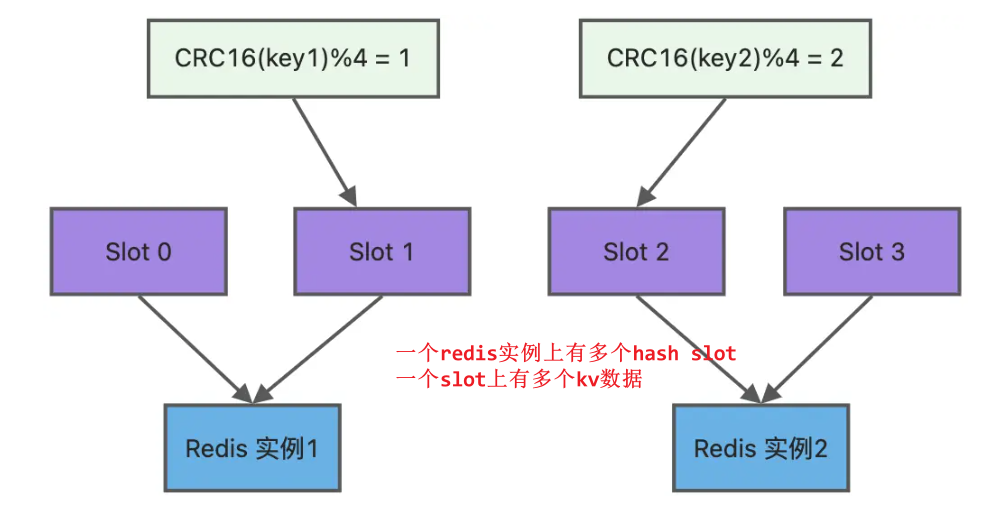 CRC16(key1)%4 = 1
CRC16(key2)%4 = 2
Slot 0
Slot 1
Slot 2
Slot 3
一个redis实例上有多个hash slot
一个slot上有多个kv数据
Redis 实例1
Redis 实例2